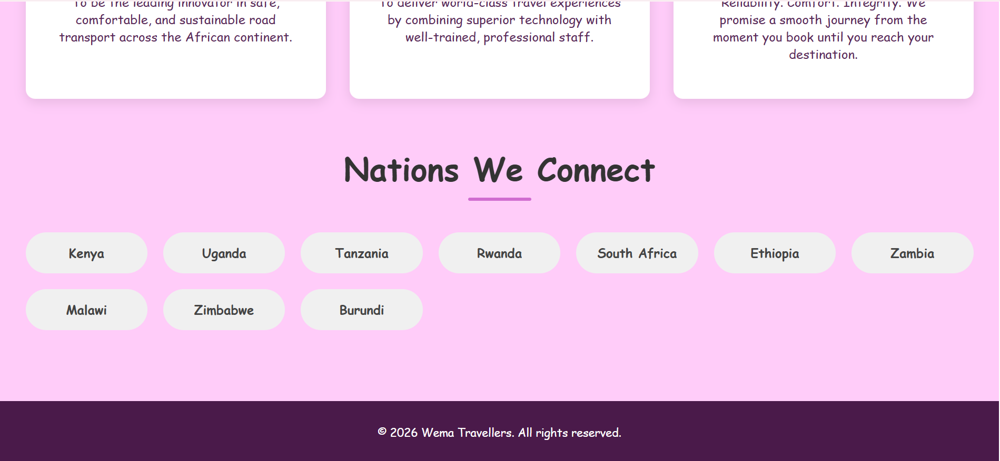 To be the leading innovator in safe,
comfortable, and sustainable road
transport across the African continent.
To deliver world-class travel experiences
by combining superior technology with
well-trained, professional staff.
Reliability. Comfort. Integrity. We
promise a smooth journey from the
moment you book until you reach your
destination.
Nations We Connect
Kenya
Uganda
Tanzania
Rwanda
South Africa
Ethiopia
Zambia
Malawi
Zimbabwe
Burundi
© 2026 Wema Travellers. All rights reserved.